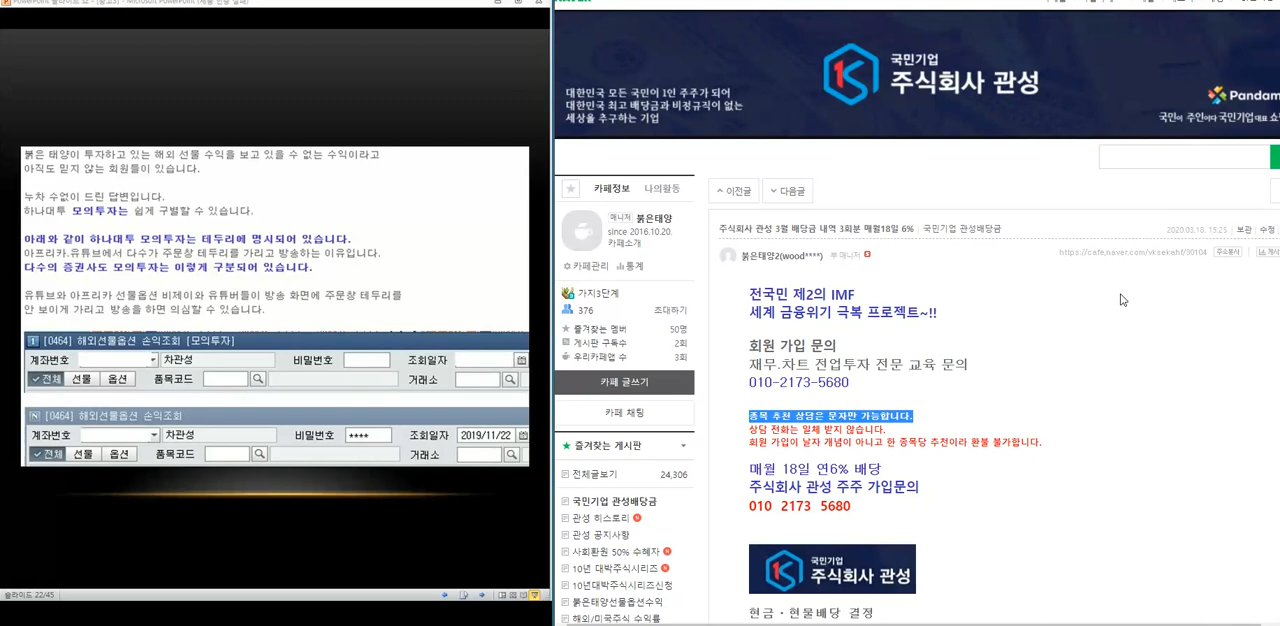 붉은 태양이 투자하고 있는 해외 선물 수익을 보고 있을 수 없는 수익이라고
아직도 믿지 않는 회원들이 있습니다.
누차 수없이 드린 답변입니다.
하나대투 모의투자는 쉽게 구별할 수 있습니다.
아래와 같이 하나대투 모의투자는 테두리에 명시되어 있습니다.
아프리카.유튜브에서 다수가 주문창 테두리를 가리고 방송하는 이유입니다.
다수의 증권사도 모의투자는 이렇게 구분되어 있습니다.
유튜브와 아프리카 선물옵션 비제이와 유튜버들이 방송 화면에 주문창 테두리를
안 보이게 가리고 방송을 하면 의심할 수 있습니다.
[0464] 해외선물옵션 손익조회 [모의투자]
계좌번호 차관성 비밀번호 조회일자
전체 선물 옵션 품목코드 거래소
[0464] 해외선물옵션 손익조회
계좌번호 차관성 비밀번호 **** 조회일자 2019/11/22
전체 선물 옵션 품목코드 거래소
슬라이드 22/45
대한민국 모든 국민이 1인 주주가 되어
대한민국 최고 배당금과 비정규직이 없는
세상을 추구하는 기업
국민기업
주식회사 관성
Pandam
국민이 주인이다 국민기업대표 쇼
카페정보 나의활동
매니저 붉은태양
since 2016.10.20.
카페소개
카페관리 통계
가지3단계
376 초대하기
즐겨찾는 멤버 50명
게시판 구독수 2회
우리카페앱 수 3회
카페 글쓰기
카페 채팅
즐겨찾는 게시판
전체글보기 24,306
국민기업 관성배당금
관성 히스토리
관성 공지사항
사회환원 50% 수혜자
10년 대박주식시리즈
10년대박주식시리즈신청
붉은태양선물옵션수익
해외/미국주식 수익률
이전글 다음글
주식회사 관성 3월 배당금 내역 3회분 매월18일 6% 국민기업 관성배당금
2020.03.18. 15:25 보관 수정
붉은태양2(wood****) 부매니저
https://cafe.naver.com/vksekahf/30104 주소복사
전국민 제2의 IMF
세계 금융위기 극복 프로젝트~!!
회원 가입 문의
재무.차트 전업투자 전문 교육 문의
010-2173-5680
종목 추천 상담은 문자만 가능합니다.
상담 전화는 일체 받지 않습니다.
회원 가입이 날자 개념이 아니고 한 종목당 추천이라 환불 불가합니다.
매월 18일 연6% 배당
주식회사 관성 주주 가입문의
010 2173 5680
국민기업
주식회사 관성
현금・현물배당 결정